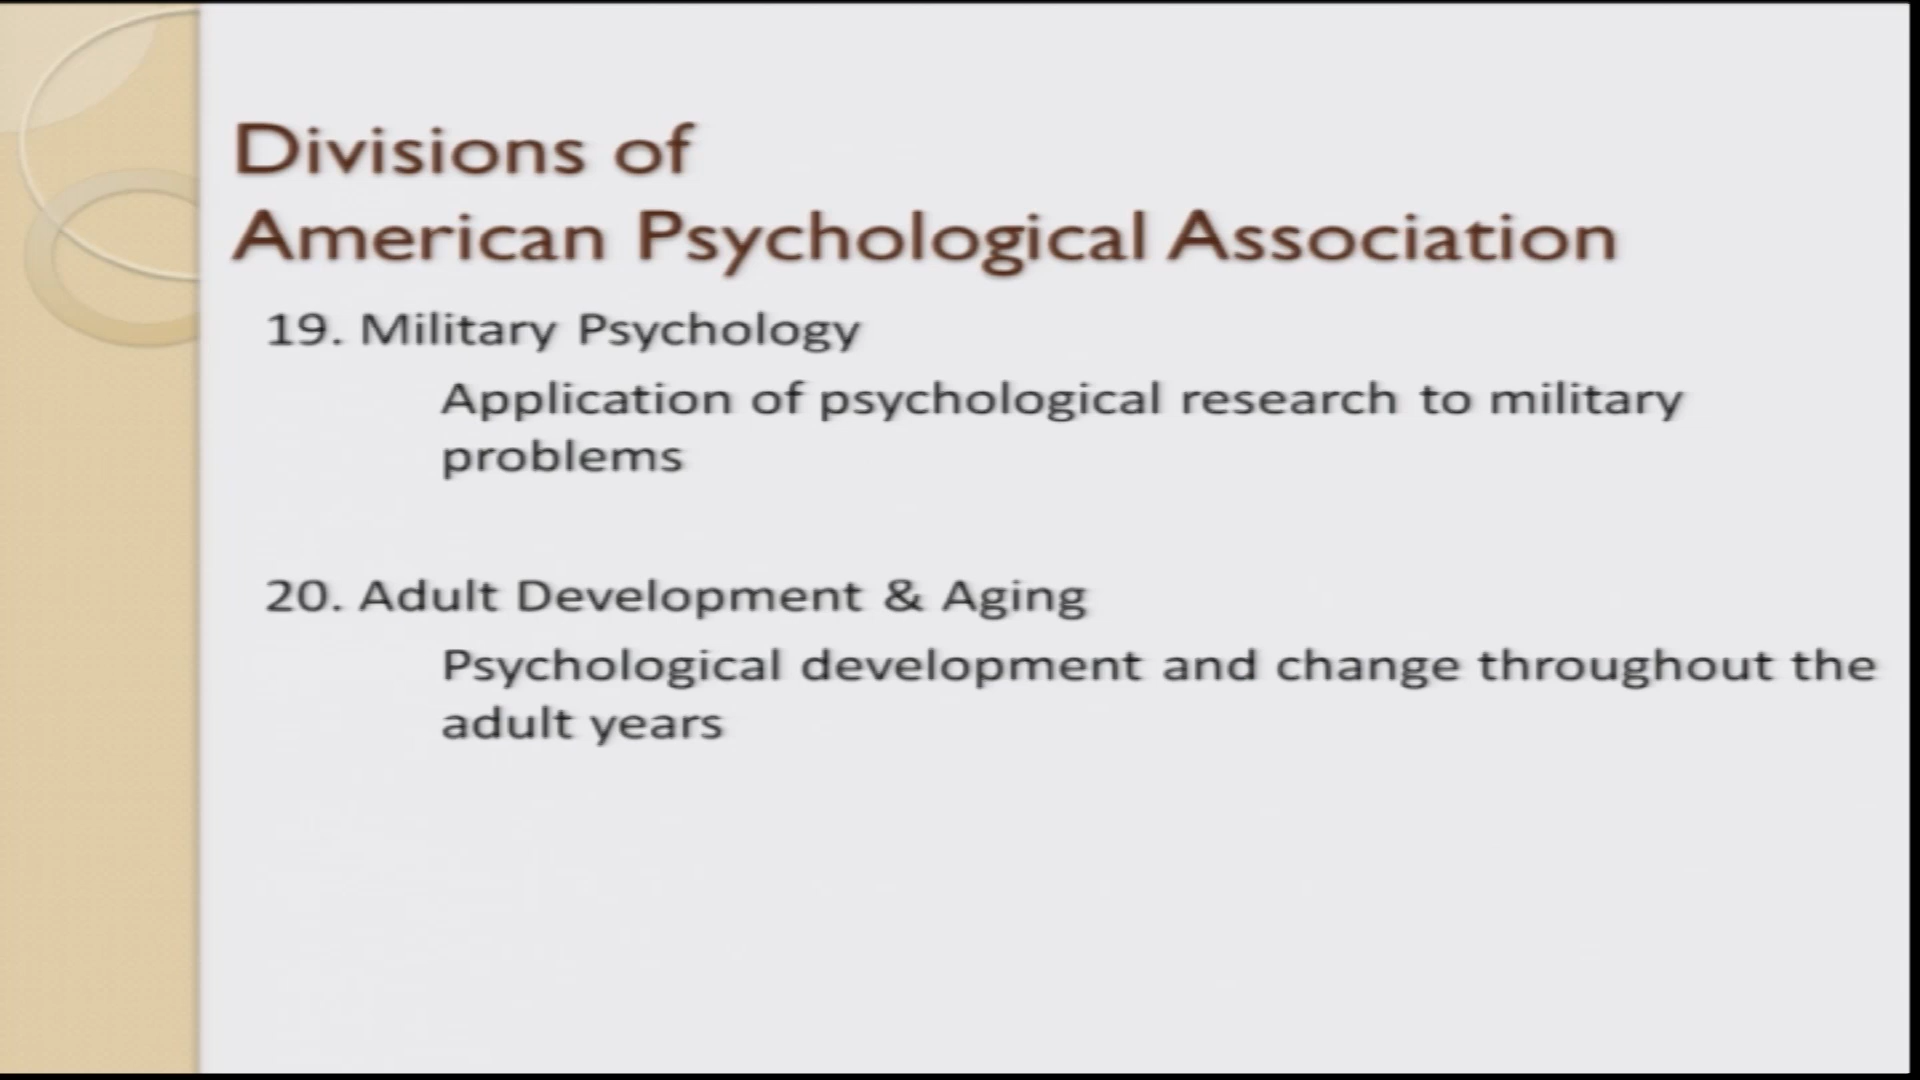 Divisions of
American Psychological Association
19. Military Psychology
Application of psychological research to military
problems
20. Adult Development & Aging
Psychological development and change throughout the
adult years